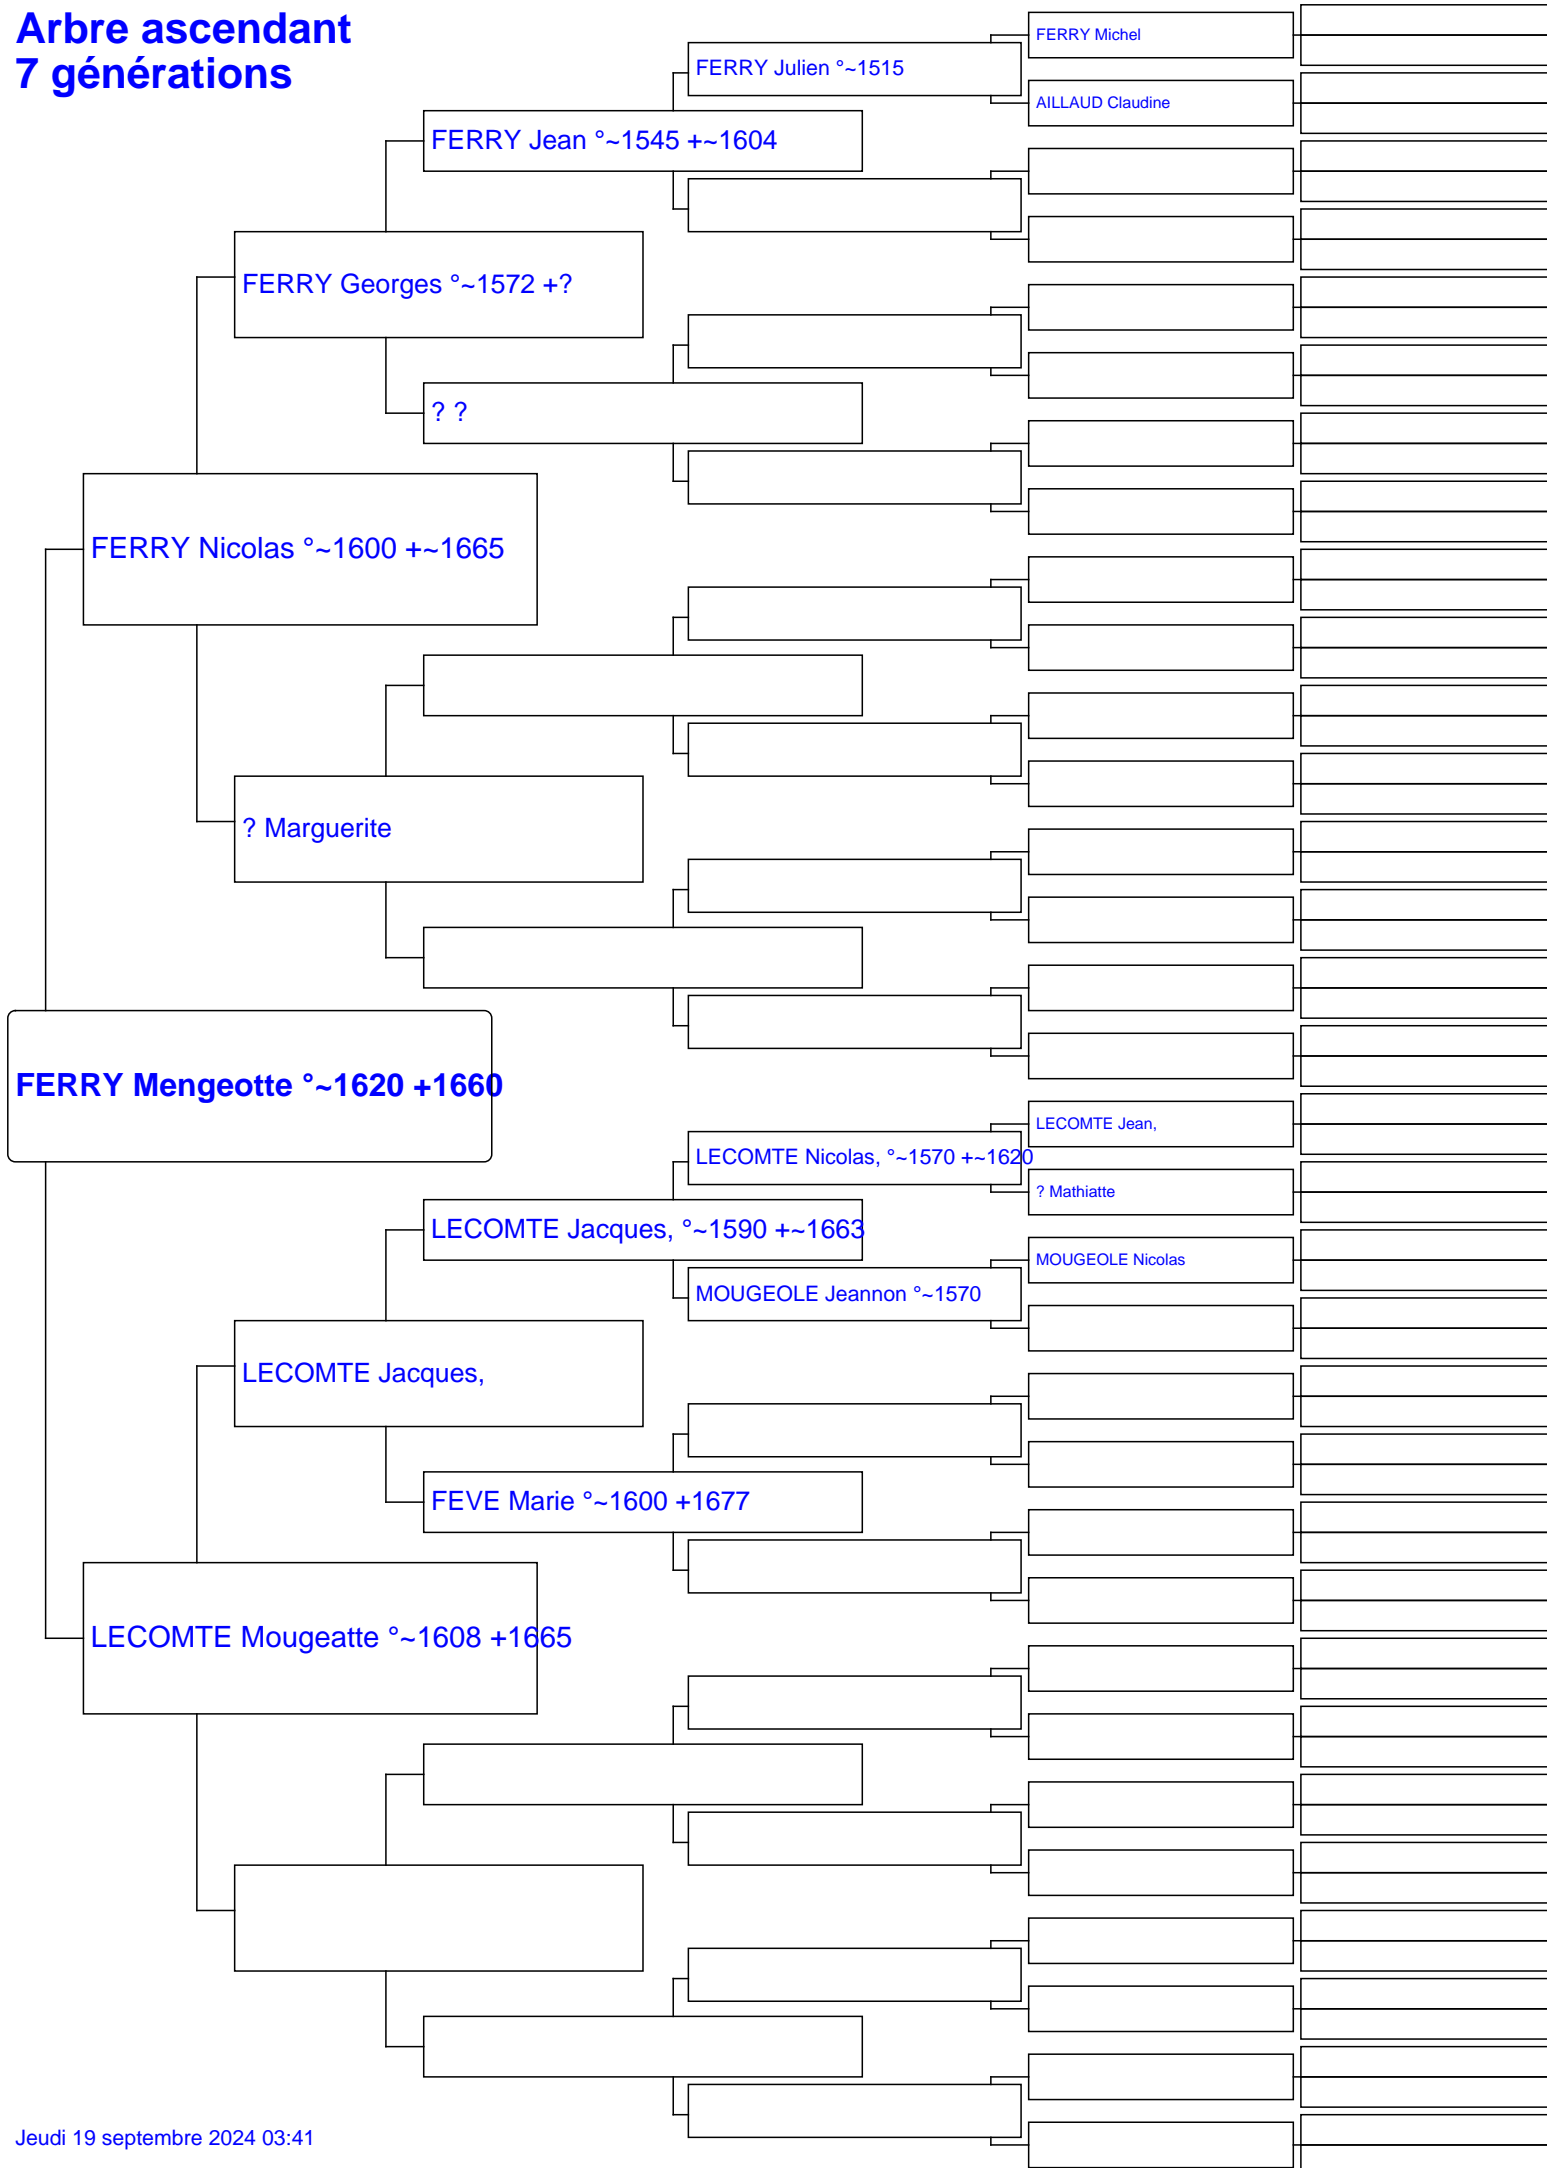 Arbre ascendant
7 générations
FERRY Michel
FERRY Julien °~1515
AILLAUD Claudine
FERRY Jean °~1545 +~1604
FERRY Georges °~1572 +?
? ?
FERRY Nicolas °~1600 +~1665
? Marguerite
FERRY Mengeotte °~1620 +1660
LECOMTE Jean,
LECOMTE Nicolas, °~1570 +~1620
? Mathiatte
LECOMTE Jacques, °~1590 +~1663
MOUGEOLE Nicolas
MOUGEOLE Jeannon °~1570
LECOMTE Jacques,
FEVE Marie °~1600 +1677
LECOMTE Mougeatte °~1608 +1665
Jeudi 19 septembre 2024 03:41